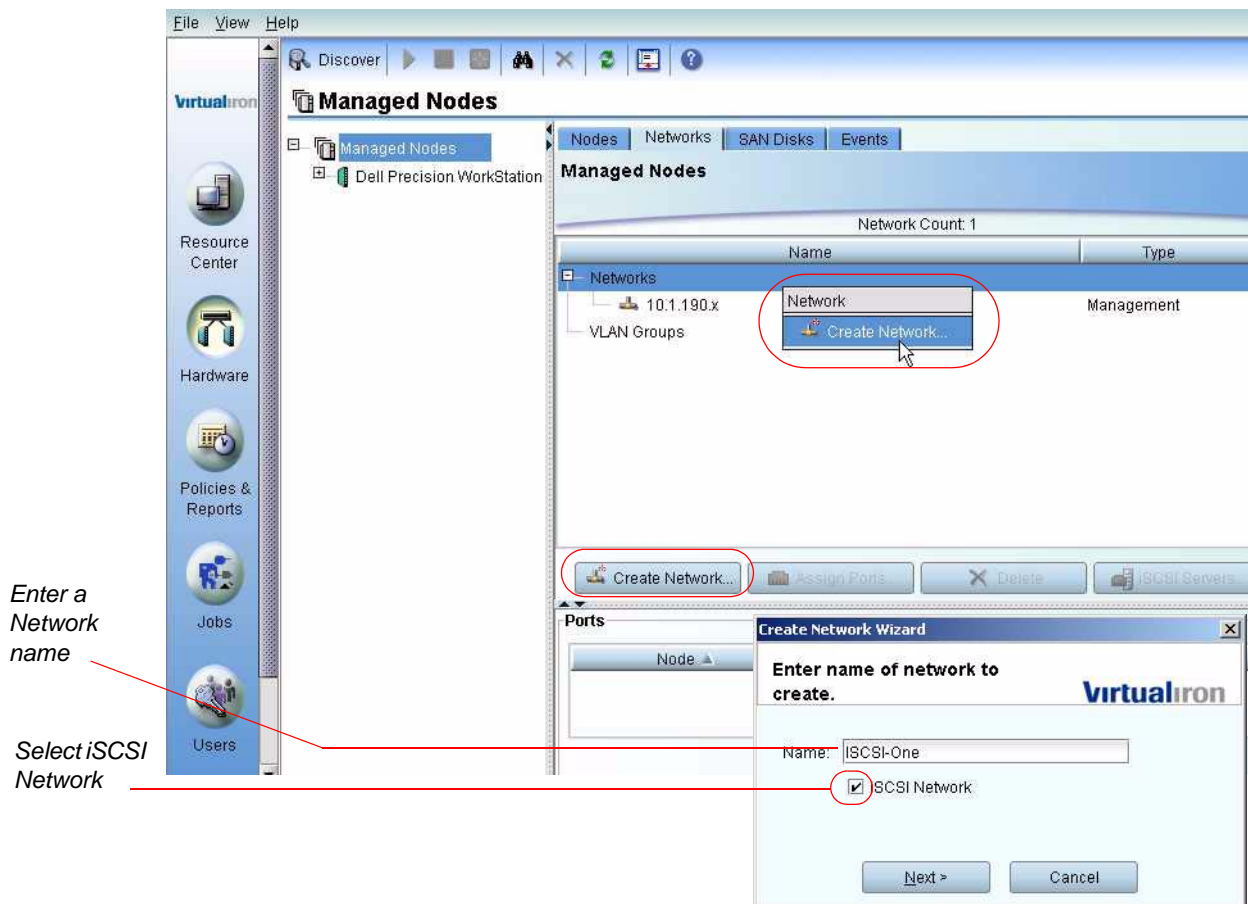 File View Help
Discover
VirtualIron
Managed Nodes
Managed Nodes
Dell Precision WorkStation
Resource
Center
Hardware
Policies &
Reports
Jobs
Users
Nodes Networks SAN Disks Events
Managed Nodes
Network Count: 1
Name Type
Networks
10.1.190.x Management
VLAN Groups
Network
Create Network...
Create Network... Assign Ports... Delete iSCSI Servers...
Ports
Node
Create Network Wizard
Enter name of network to
create.
VirtualIron
Name: ISCSI-One
iSCSI Network
Next > Cancel
Enter a
Network
name
Select iSCSI
Network